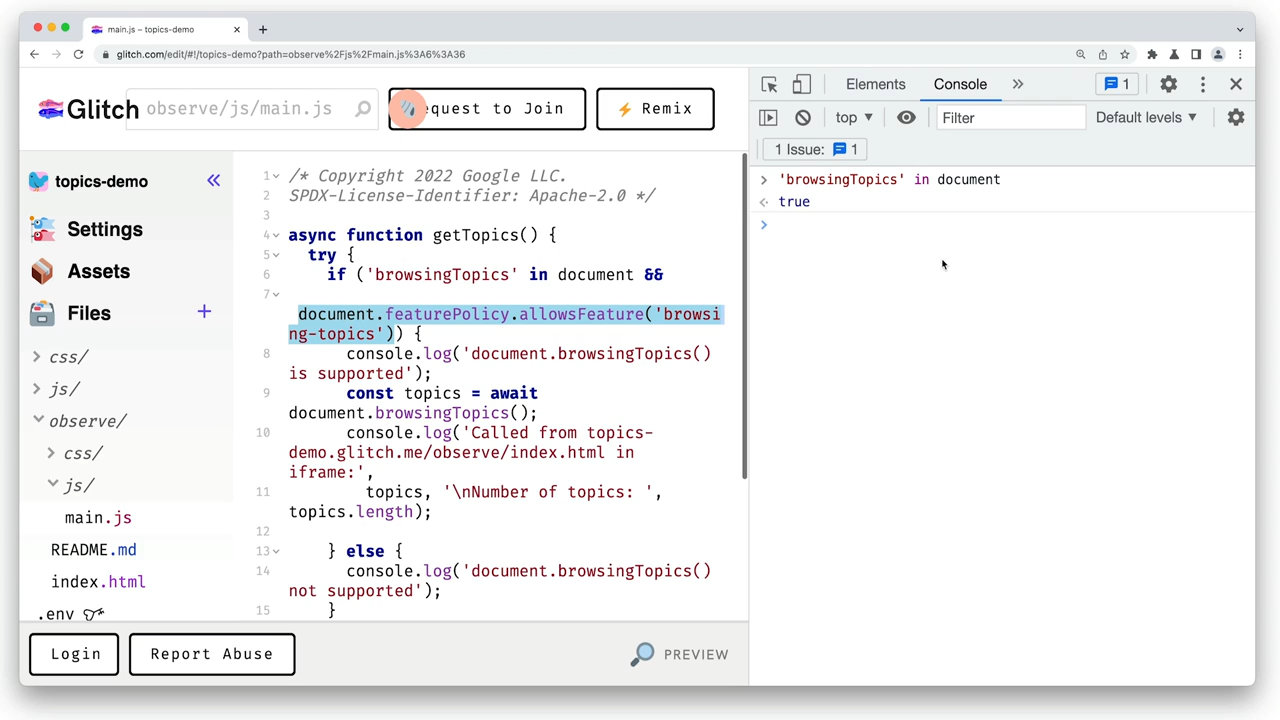 main.js – topics-demo
glitch.com/edit/#!/topics-demo?path=observe%2Fjs%2Fmain.js%3A6%3A36
Glitch
observe/js/main.js
equest to Join
Remix
topics-demo
Settings
Assets
Files
css/
js/
observe/
css/
js/
main.js
README.md
index.html
.env
1 /* Copyright 2022 Google LLC.
2 SPDX-License-Identifier: Apache-2.0 */
3
4 async function getTopics() {
5 try {
6 if ('browsingTopics' in document &&
7
document.featurePolicy.allowsFeature('browsi
ng-topics')) {
8 console.log('document.browsingTopics()
is supported');
9 const topics = await
document.browsingTopics();
10 console.log('Called from topics-
demo.glitch.me/observe/index.html in
iframe:',
11 topics, '\nNumber of topics: ',
topics.length);
12
13 } else {
14 console.log('document.browsingTopics()
not supported');
15 }
Login
Report Abuse
PREVIEW
Elements
Console
1
top
Filter
Default levels
1 Issue: 1
'browsingTopics' in document
true